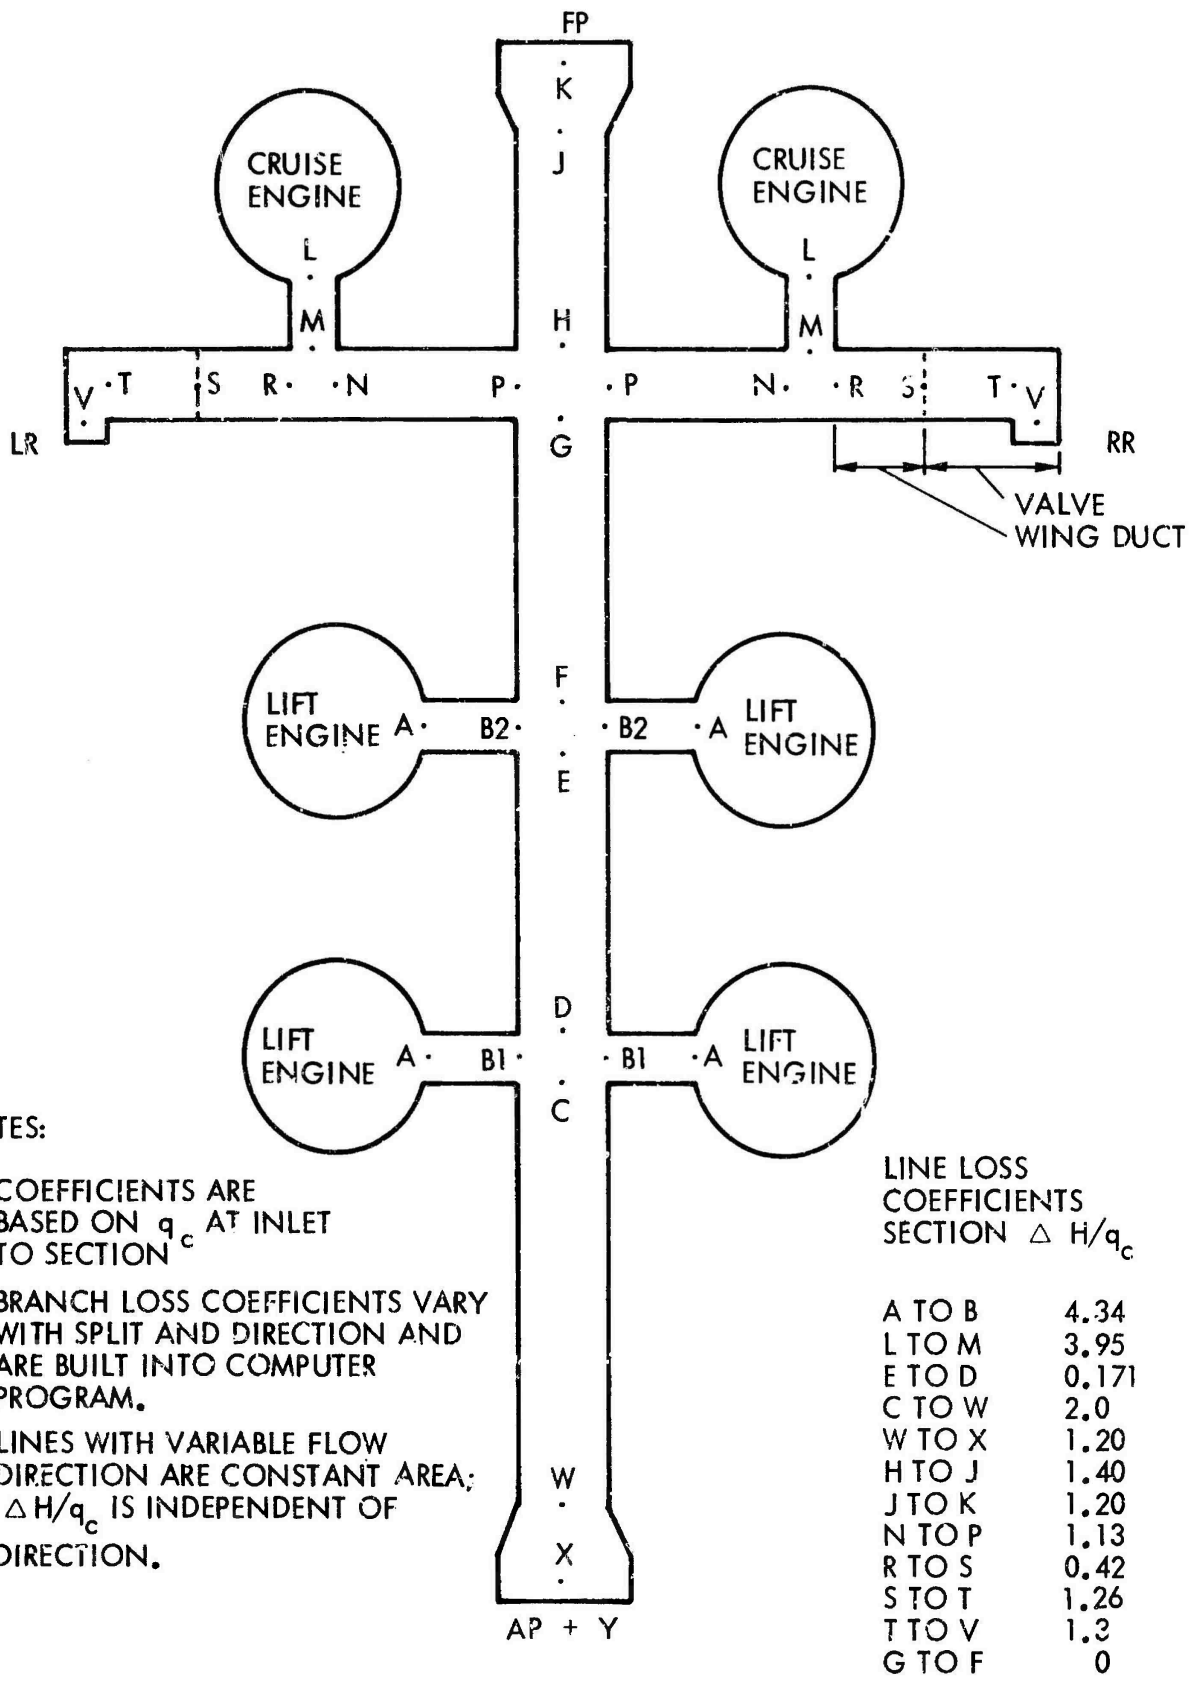 FP
K
J
CRUISE
ENGINE
L
M
CRUISE
ENGINE
L
M
H
V T S R N P
P N R S T V
G
LR
RR
VALVE
WING DUCT
F
LIFT
ENGINE A B2
B2 A LIFT
ENGINE
E
D
LIFT
ENGINE A B1
B1 A LIFT
ENGINE
C
TES:
COEFFICIENTS ARE
BASED ON qc AT INLET
TO SECTION
BRANCH LOSS COEFFICIENTS VARY
WITH SPLIT AND DIRECTION AND
ARE BUILT INTO COMPUTER
PROGRAM.
LINES WITH VARIABLE FLOW
DIRECTION ARE CONSTANT AREA;
△ H/qc IS INDEPENDENT OF
DIRECTION.
W
X
AP + Y
LINE LOSS
COEFFICIENTS
SECTION △ H/qc
A TO B 4.34
L TO M 3.95
E TO D 0.171
C TO W 2.0
W TO X 1.20
H TO J 1.40
J TO K 1.20
N TO P 1.13
R TO S 0.42
S TO T 1.26
T TO V
G TO F 0